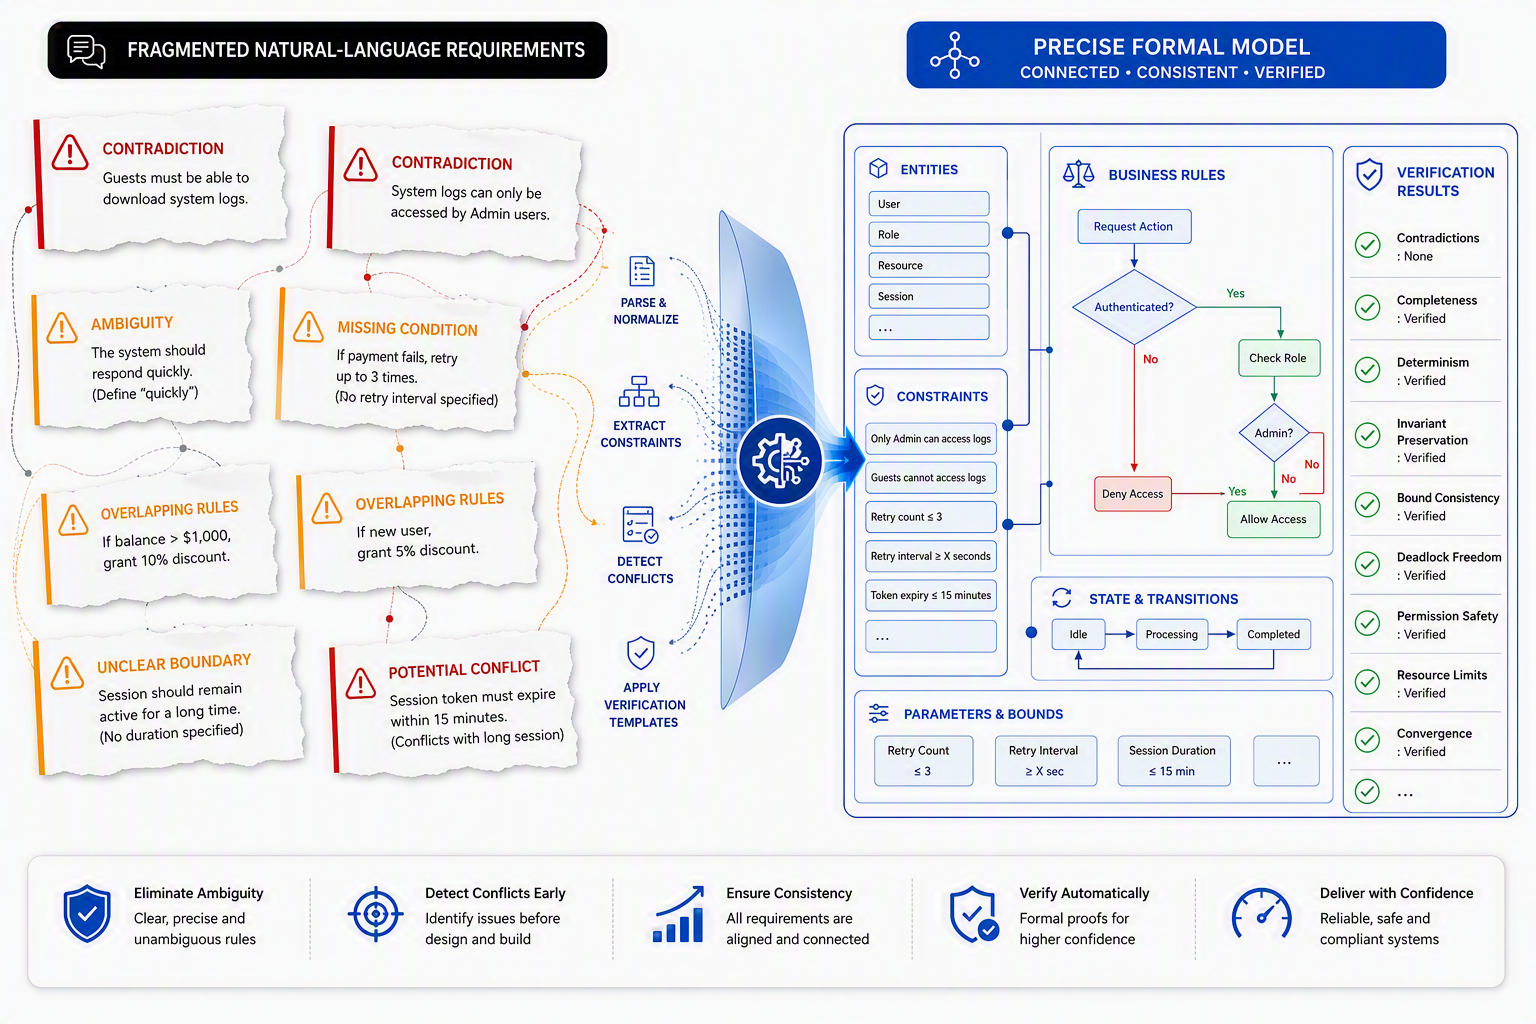 FRAGMENTED NATURAL-LANGUAGE REQUIREMENTS
CONTRADICTION
Guests must be able to
download system logs.
CONTRADICTION
System logs can only be
accessed by Admin users.
AMBIGUITY
The system should
respond quickly.
(Define “quickly”)
MISSING CONDITION
If payment fails, retry
up to 3 times.
(No retry interval specified)
OVERLAPPING RULES
If balance > $1,000,
grant 10% discount.
OVERLAPPING RULES
If new user,
grant 5% discount.
UNCLEAR BOUNDARY
Session should remain
active for a long time.
(No duration specified)
POTENTIAL CONFLICT
Session token must expire
within 15 minutes.
(Conflicts with long session)
PARSE &
NORMALIZE
EXTRACT
CONSTRAINTS
DETECT
CONFLICTS
APPLY
VERIFICATION
TEMPLATES
PRECISE FORMAL MODEL
CONNECTED • CONSISTENT • VERIFIED
ENTITIES
User
Role
Resource
Session
...
CONSTRAINTS
Only Admin can access logs
Guests cannot access logs
Retry count ≤ 3
Retry interval ≥ X seconds
Token expiry ≤ 15 minutes
...
BUSINESS RULES
Request Action
Authenticated?
Yes
No
Check Role
Admin?
No
No
Deny Access
Yes
Allow Access
STATE & TRANSITIONS
Idle
Processing
Completed
PARAMETERS & BOUNDS
Retry Count
≤ 3
Retry Interval
≥ X sec
Session Duration
≤ 15 min
...
VERIFICATION
RESULTS
Contradictions
: None
Completeness
: Verified
Determinism
: Verified
Invariant
Preservation
: Verified
Bound Consistency
: Verified
Deadlock Freedom
: Verified
Permission Safety
: Verified
Resource Limits
: Verified
Convergence
: Verified
...
Eliminate Ambiguity
Clear, precise and
unambiguous rules
Detect Conflicts Early
Identify issues before
design and build
Ensure Consistency
All requirements are
aligned and connected
Verify Automatically
Formal proofs for
higher confidence
Deliver with Confidence
Reliable, safe and
compliant systems